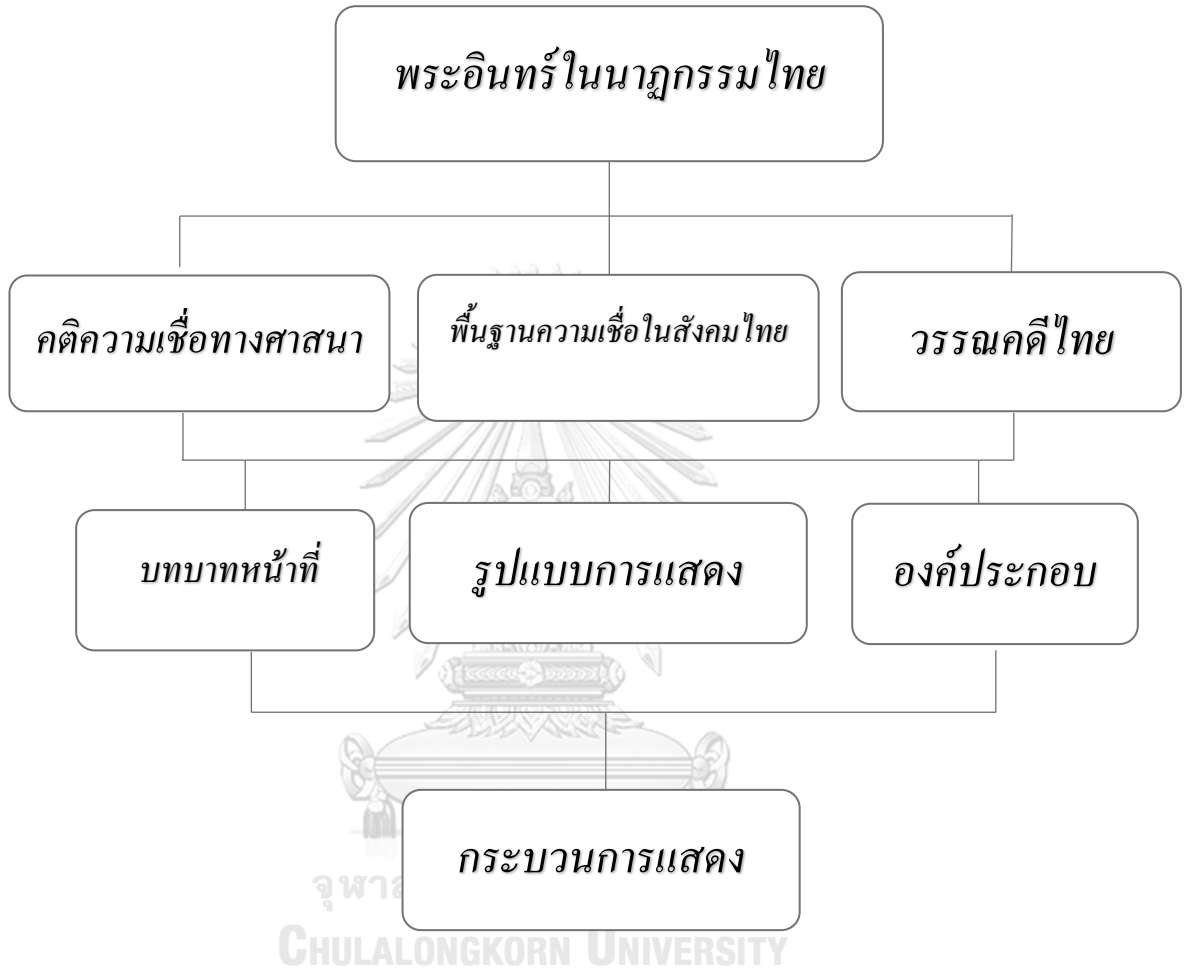 พระอินทร์ในนาฏกรรมไทย
คติความเชื่อทางศาสนา
พื้นฐานความเชื่อในสังคมไทย
วรรณคดีไทย
บทบาทหน้าที่
รูปแบบการแสดง
องค์ประกอบ
กระบวนการแสดง
จุฬาล
CHULALONGKORN UNIVERSITY